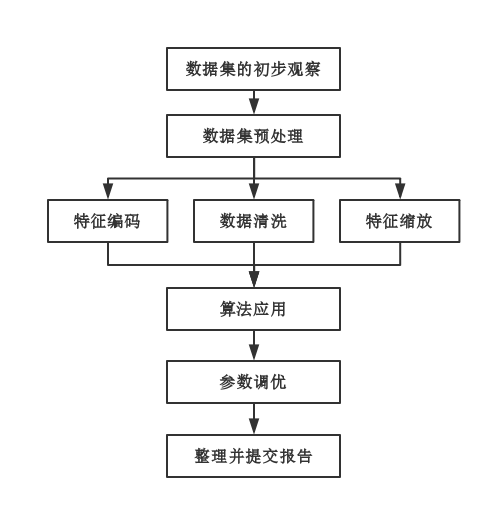 数据集的初步观察
数据集预处理
特征编码
数据清洗
特征缩放
算法应用
参数调优
整理并提交报告